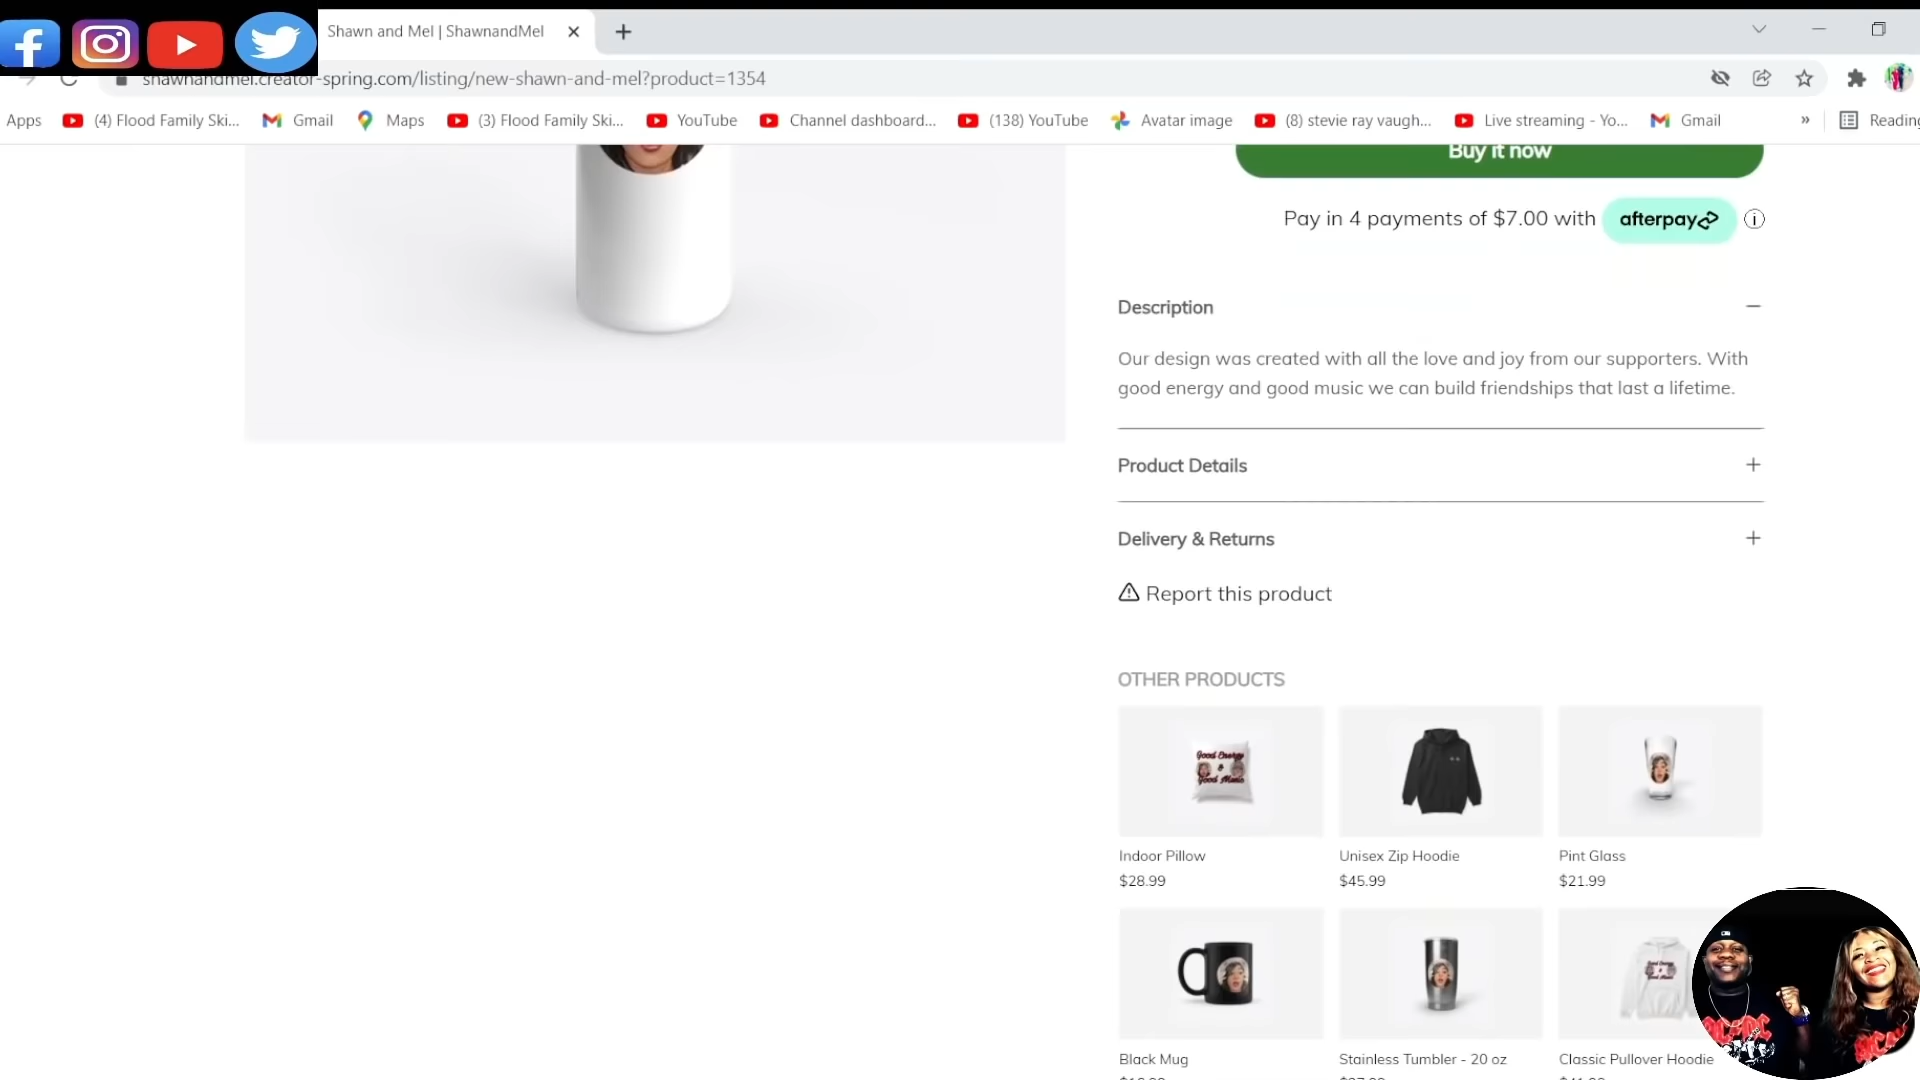 Shawn and Mel | ShawnandMel
shawnandmel.creator-spring.com/listing/new-shawn-and-mel?product=1354
Apps (4) Flood Family Ski... Gmail Maps (3) Flood Family Ski... YouTube Channel dashboard... (138) YouTube Avatar image (8) stevie ray vaugh... Live streaming - Yo... Gmail » Reading
Buy it now
Pay in 4 payments of $7.00 with afterpay
Description
Our design was created with all the love and joy from our supporters. With
good energy and good music we can build friendships that last a lifetime.
Product Details
Delivery & Returns
Report this product
OTHER PRODUCTS
Good Energy
&
Good Music
Indoor Pillow Unisex Zip Hoodie Pint Glass
$28.99 $45.99 $21.99
Black Mug Stainless Tumbler - 20 oz Classic Pullover Hoodie